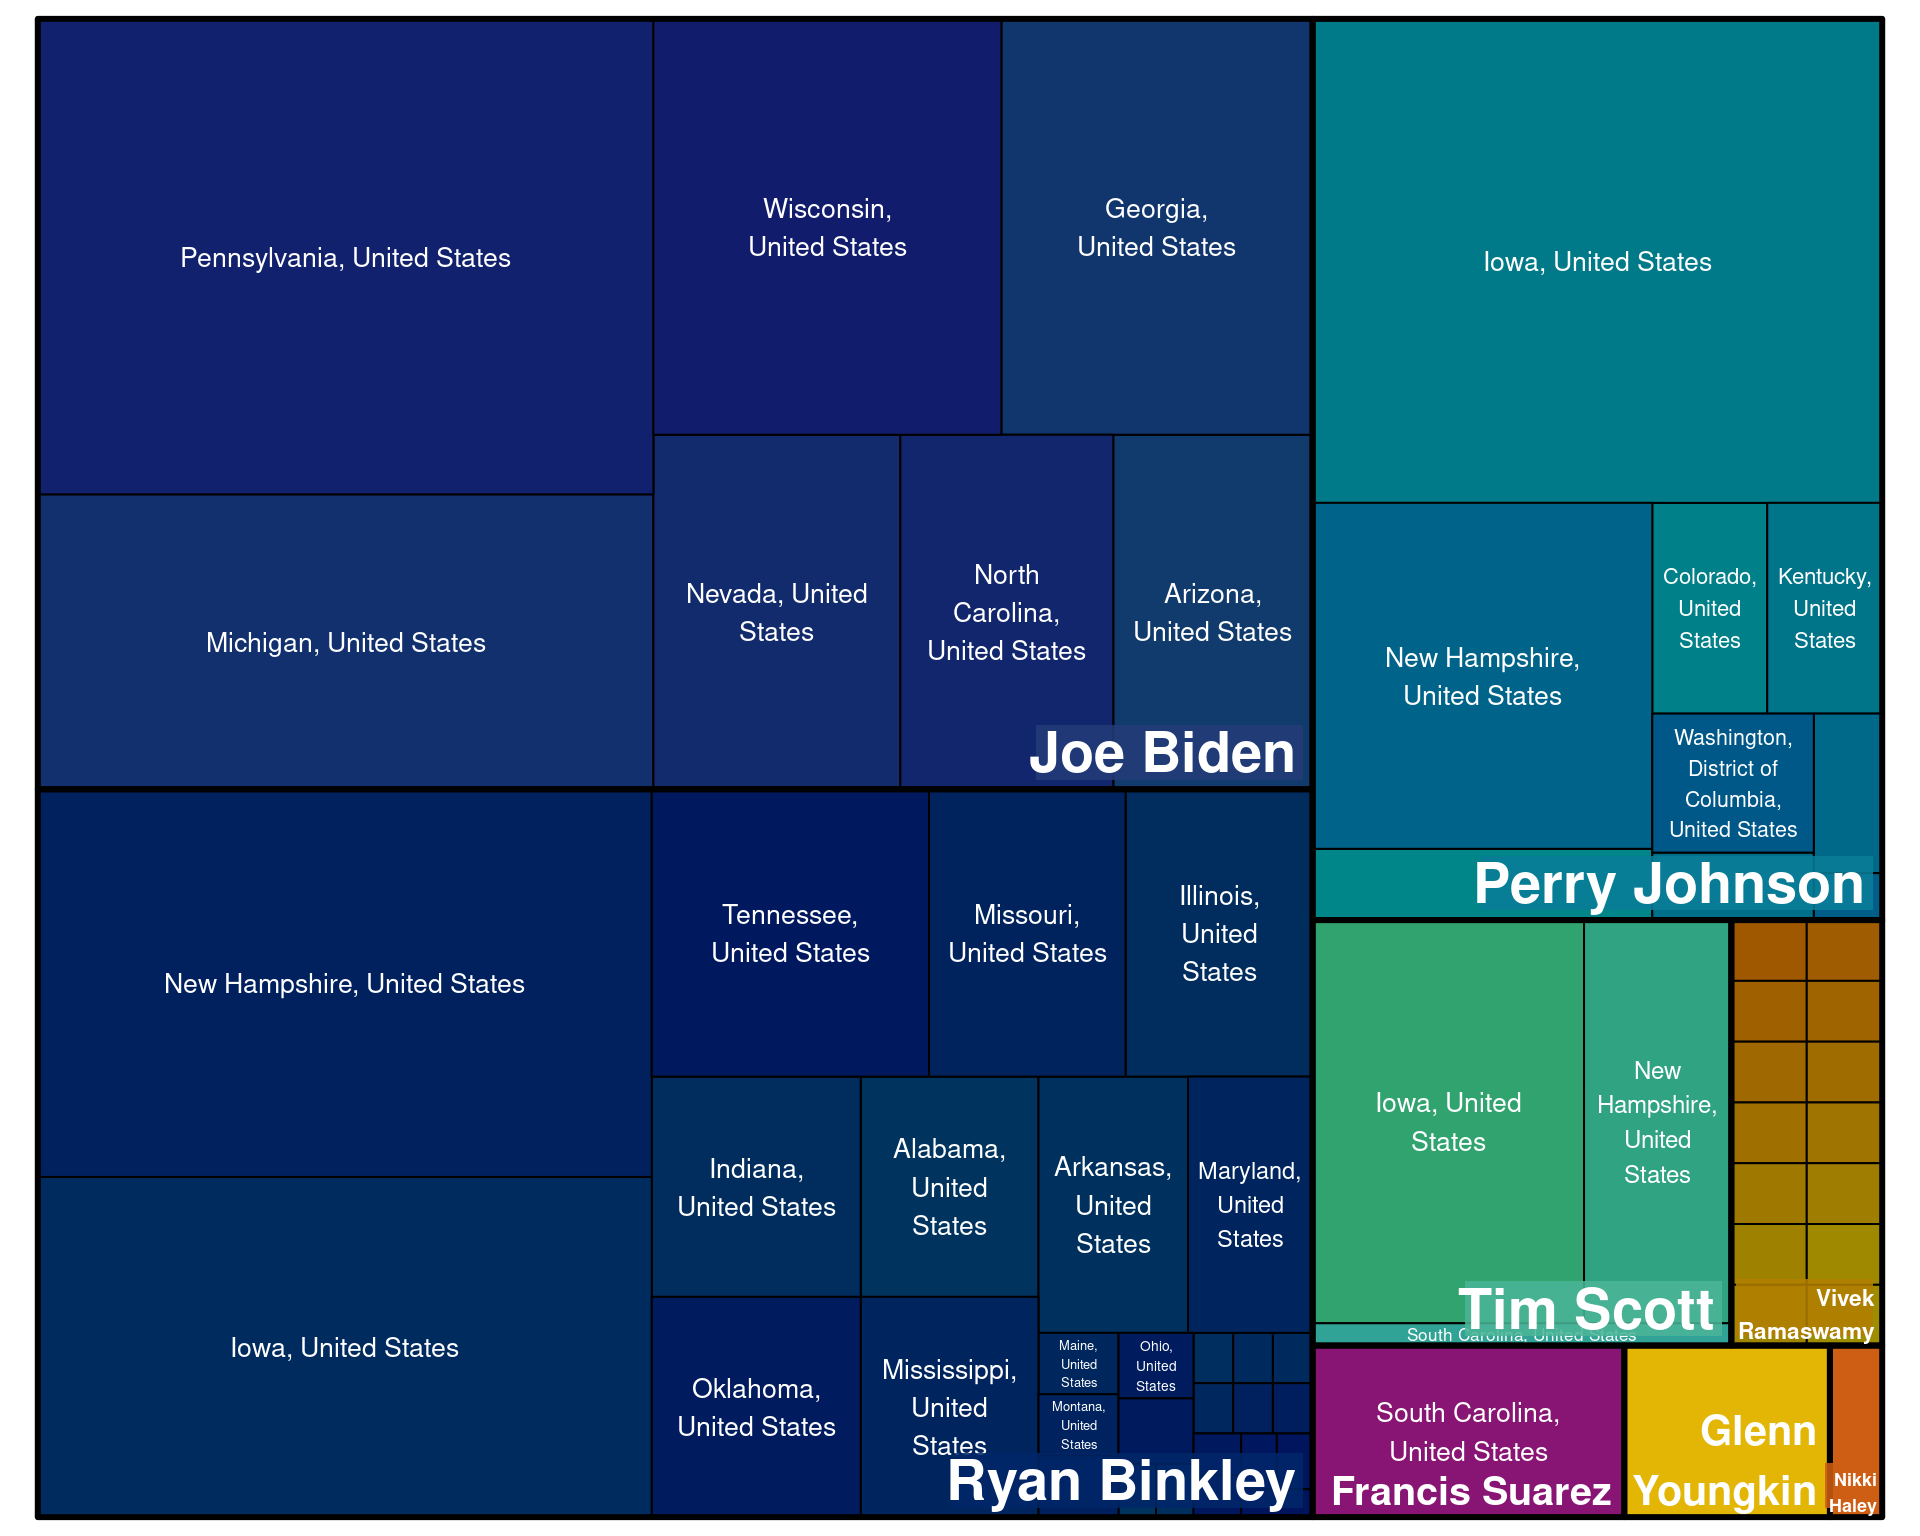 Pennsylvania, United States
Michigan, United States
Wisconsin,
United States
Georgia,
United States
Nevada, United
States
North
Carolina,
United States
Arizona,
United States
Joe Biden
New Hampshire, United States
Iowa, United States
Tennessee,
United States
Missouri,
United States
Illinois,
United
States
Indiana,
United States
Alabama,
United
States
Arkansas,
United
States
Maryland,
United
States
Oklahoma,
United States
Mississippi,
United
States
Maine,
United
States
Ohio,
United
States
Montana,
United
States
Ryan Binkley
Iowa, United States
New Hampshire,
United States
Colorado,
United
States
Kentucky,
United
States
Washington,
District of
Columbia,
United States
Perry Johnson
Iowa, United
States
New
Hampshire,
United
States
South Carolina, United States
Tim Scott
Vivek
Ramaswamy
South Carolina,
United States
Francis Suarez
Glenn
Youngkin
Nikki
Haley